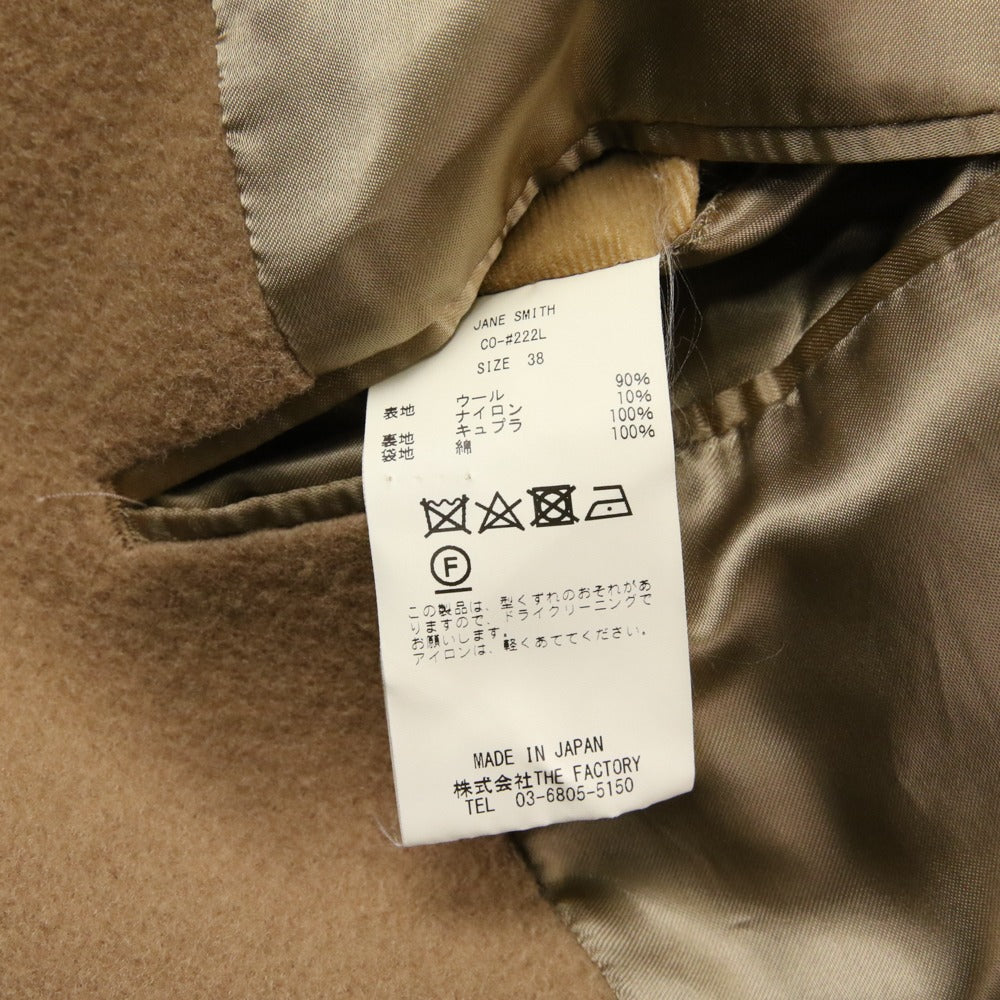 JANE SMITH
CO-#222L
SIZE 38
表地 ウール 90%
ナイロン 10%
裏地 キュプラ 100%
袋地 綿 100%
F
この製品は、型くずれのおそれがあ
りますので、ドライクリーニングで
お願いします。
アイロンは、軽くあててください。
MADE IN JAPAN
株式会社THE FACTORY
TEL 03-6805-5150